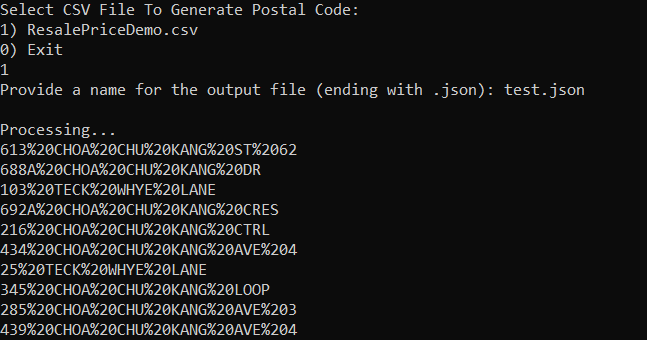 Select CSV File To Generate Postal Code:
1) ResalePriceDemo.csv
0) Exit
1
Provide a name for the output file (ending with .json): test.json
Processing...
613%20CHOA%20CHU%20KANG%20ST%2062
688A%20CHOA%20CHU%20KANG%20DR
103%20TECK%20WHYE%20LANE
692A%20CHOA%20CHU%20KANG%20CRES
216%20CHOA%20CHU%20KANG%20CTRL
434%20CHOA%20CHU%20KANG%20AVE%204
25%20TECK%20WHYE%20LANE
345%20CHOA%20CHU%20KANG%20LOOP
285%20CHOA%20CHU%20KANG%20AVE%203
439%20CHOA%20CHU%20KANG%20AVE%204